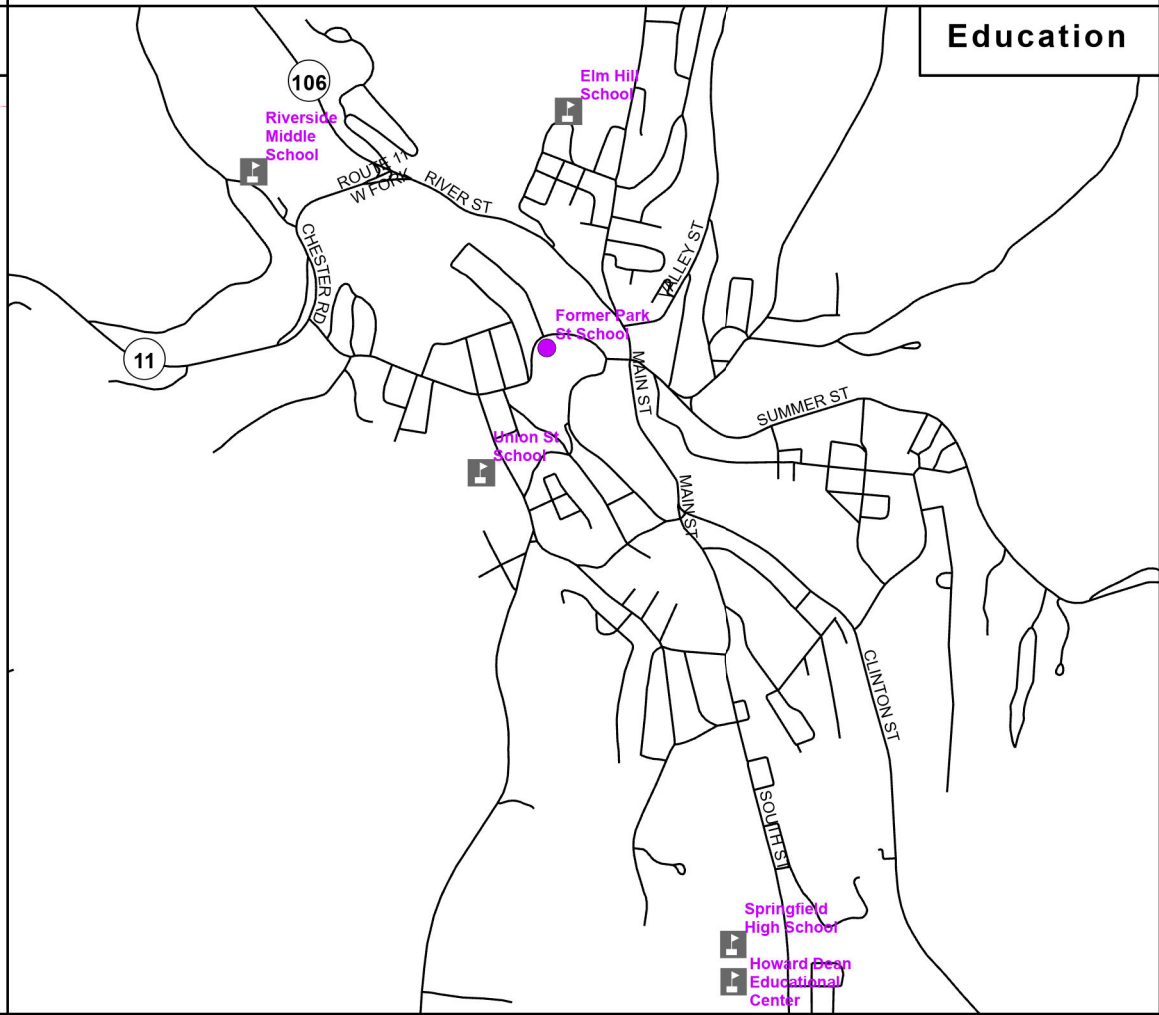 Education
106
Elm Hill
School
Riverside
Middle
School
ROUTE 11
W FORK
RIVER ST
CHESTER RD
VALLEY ST
Former Park
St School
11
MAIN ST
SUMMER ST
Union St
School
MAIN ST
CLINTON ST
SOUTH ST
Springfield
High School
Howard Dean
Educational
Center